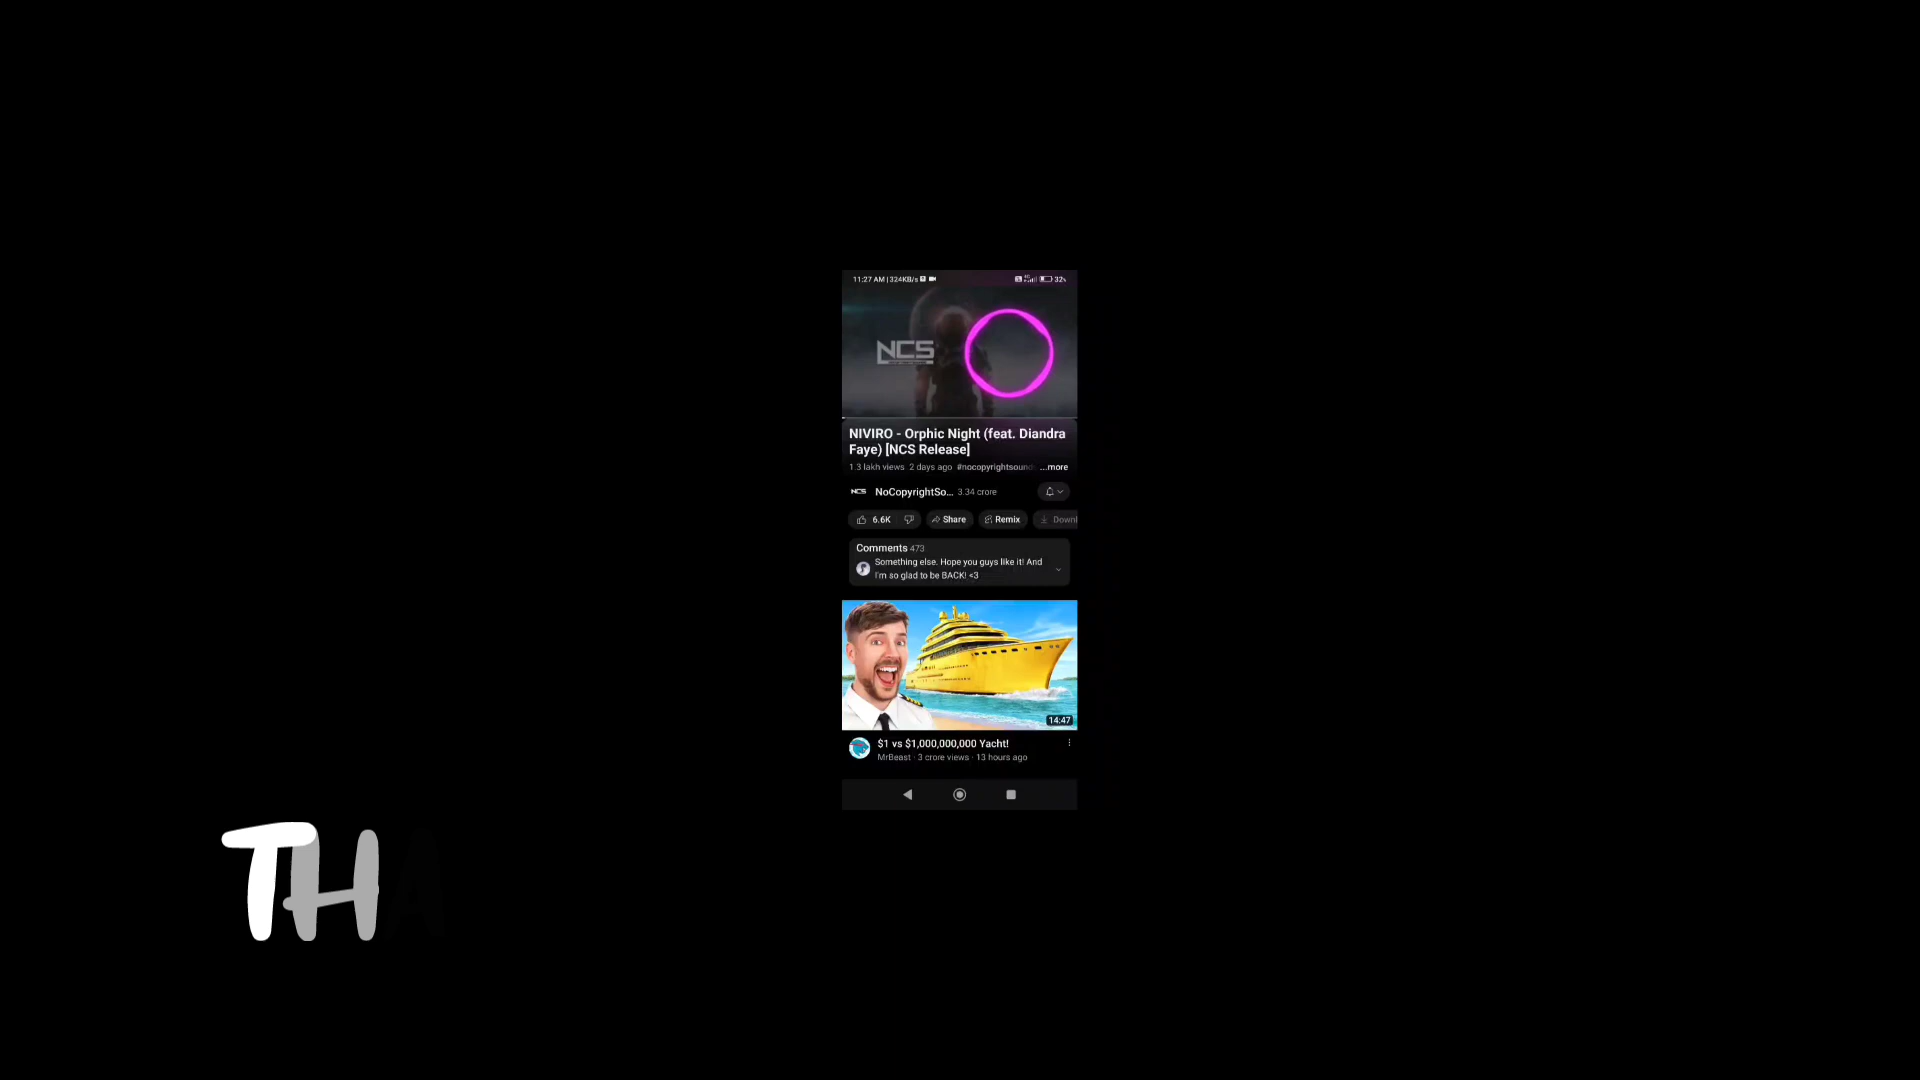 11:27 AM | 324KB/s
4G
32%
NCS
NIVIRO - Orphic Night (feat. Diandra
Faye) [NCS Release]
1.3 lakh views 2 days ago #nocopyrightsound ...more
NCS NoCopyrightSo... 3.34 crore
6.6K Share Remix Downl
Comments 473
Something else. Hope you guys like it! And
I'm so glad to be BACK! <3
14:47
$1 vs $1,000,000,000 Yacht!
MrBeast · 3 crore views · 13 hours ago
THA